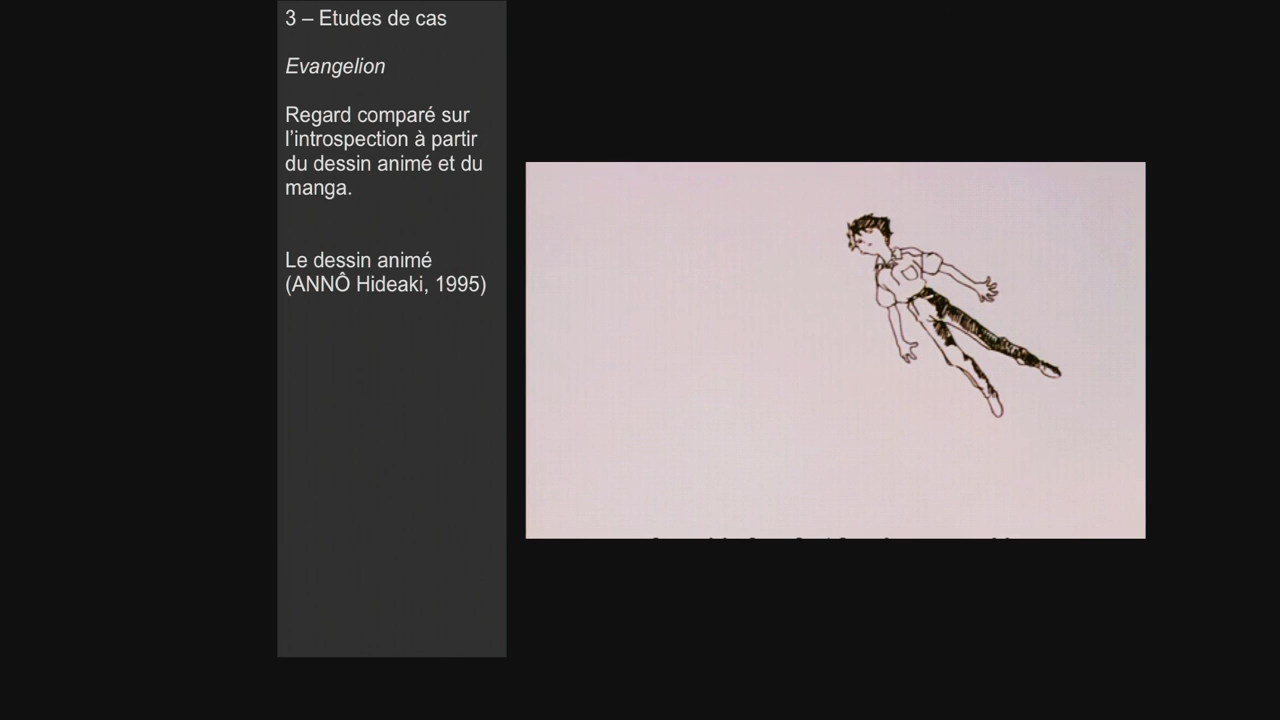 3 – Etudes de cas
Evangelion
Regard comparé sur
l’introspection à partir
du dessin animé et du
manga.
Le dessin animé
(ANNÔ Hideaki, 1995)